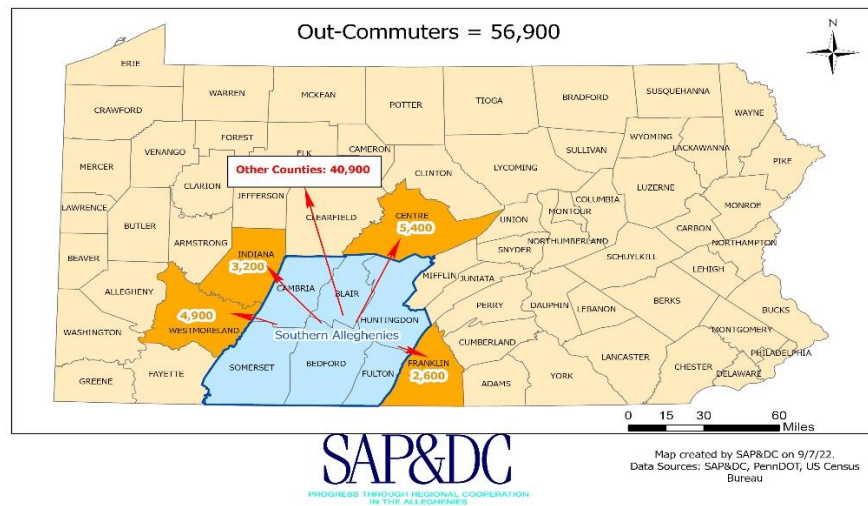 Out-Commuters = 56,900
N
ERIE
WARREN
MCKEAN
POTTER
TIOGA
BRADFORD
SUSQUEHANNA
WAYNE
CRAWFORD
FOREST
WYOMING
LACKAWANNA
PIKE
MERCER
VENANGO
ELK
CAMERON
CLINTON
LYCOMING
SULLIVAN
LUZERNE
Other Counties: 40,900
CLARION
JEFFERSON
CLEARFIELD
CENTRE
5,400
UNION
MONTOUR
COLUMBIA
MONROE
LAWRENCE
BUTLER
ARMSTRONG
INDIANA
3,200
SNYDER
NORTHUMBERLAND
CARBON
NORTHAMPTON
BEAVER
ALLEGHENY
CAMBRIA
BLAIR
HUNTINGDON
MIFFLIN
JUNIATA
SCHUYLKILL
LEHIGH
4,900
WESTMORELAND
WASHINGTON
Southern Alleghenies
PERRY
DAUPHIN
LEBANON
BERKS
BUCKS
MONTGOMERY
CUMBERLAND
PHILADELPHIA
GREENE
FAYETTE
SOMERSET
BEDFORD
FULTON
FRANKLIN
2,600
ADAMS
YORK
LANCASTER
CHESTER
DELAWARE
0 15 30 60
Miles
SAP&DC
PROGRESS THROUGH REGIONAL COOPERATION
IN THE ALLEGHENIES
Map created by SAP&DC on 9/7/22.
Data Sources: SAP&DC, PennDOT, US Census
Bureau